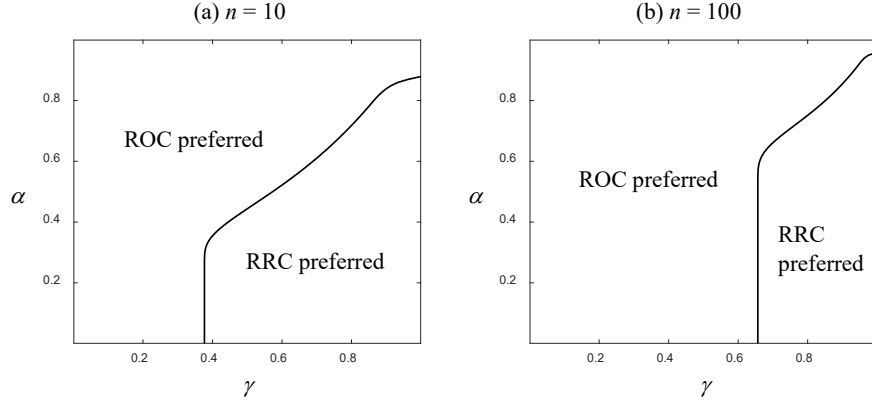 (a) n = 10
ROC preferred
RRC preferred
α
0.8
0.6
0.4
0.2
0.2
0.4
0.6
0.8
γ
(b) n = 100
ROC preferred
RRC
preferred
α
0.8
0.6
0.4
0.2
0.2
0.4
0.6
0.8
γ